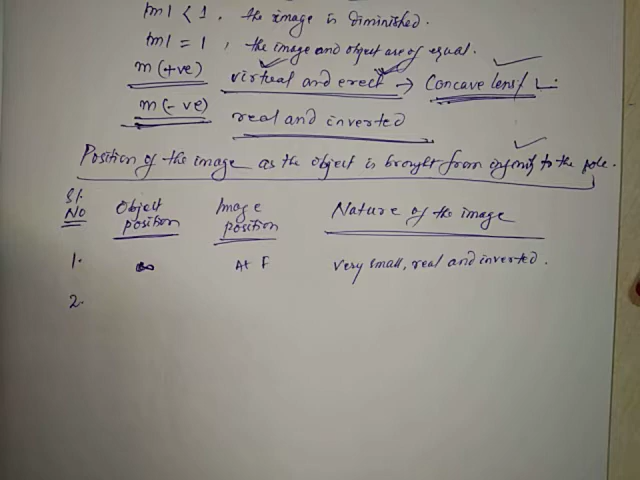 |m| < 1, the image is diminished.
|m| = 1, the image and object are of equal.
m (+ve) virtual and erect → Concave lens/
m (-ve) real and inverted
Position of the image as the object is brought from infinity to the pole.
Sl. No Object position Image position Nature of the image
1. ∞ At F Very small, real and inverted.
2.